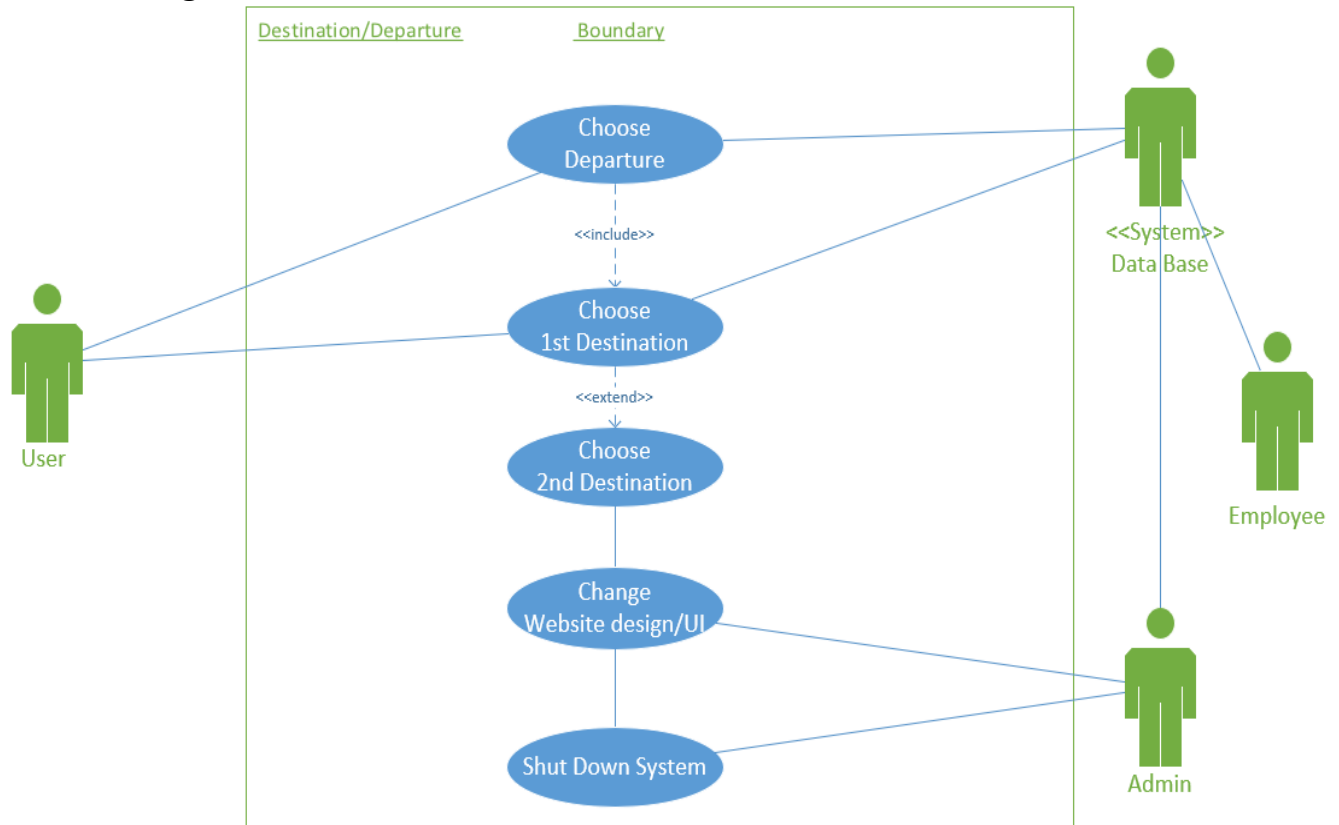 Destination/Departure
Boundary
Choose
Departure
<<System>>
Data Base
<<include>>
Choose
1st Destination
<<extend>>
User
Choose
2nd Destination
Employee
Change
Website design/UI
Shut Down System
Admin